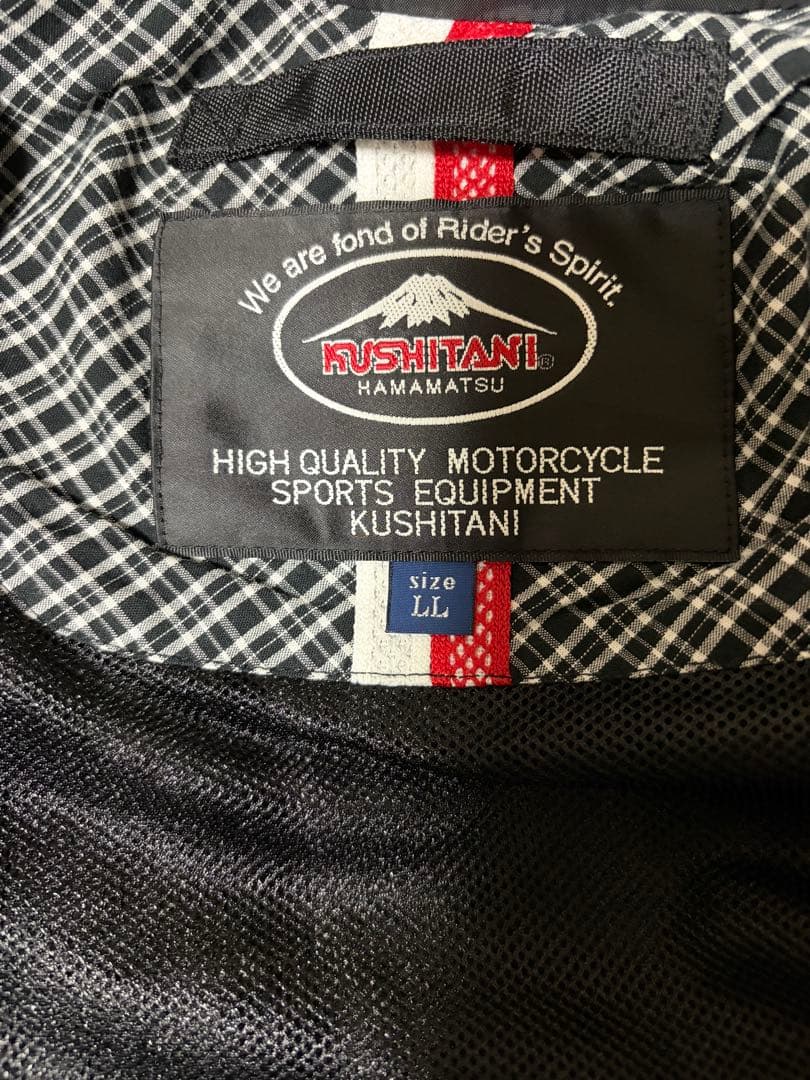 We are fond of Rider's Spirit.
KUSHITANI®
HAMAMATSU
HIGH QUALITY MOTORCYCLE
SPORTS EQUIPMENT
KUSHITANI
size
LL